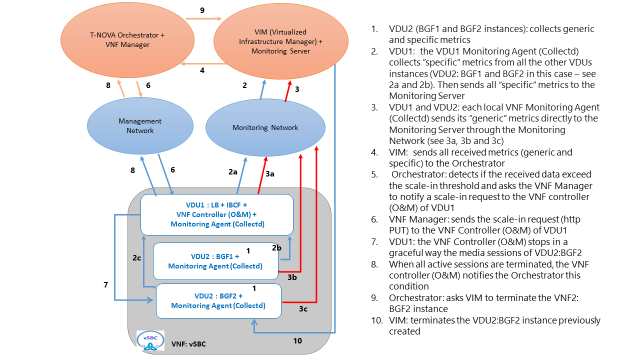 9
T-NOVA Orchestrator +
VNF Manager
VIM (Virtualized
Infrastructure Manager) +
Monitoring Server
4
8
6
2
3
Management
Network
Monitoring Network
8
6
2a
3a
VDU1 : LB + IBCF +
VNF Controller (O&M) +
Monitoring Agent (Collectd)
1
2b
VDU2 : BGF1 +
Monitoring Agent (Collectd)
2c
3b
7
1
VDU2 : BGF2 +
Monitoring Agent (Collectd)
3c
VNF: vSBC
10
1. VDU2 (BGF1 and BGF2 instances): collects generic
and specific metrics
2. VDU1: the VDU1 Monitoring Agent (Collectd)
collects “specific” metrics from all the other VDUs
instances (VDU2: BGF1 and BGF2 in this case – see
2a and 2b). Then sends all “specific” metrics to the
Monitoring Server
3. VDU1 and VDU2: each local VNF Monitoring Agent
(Collectd) sends its “generic” metrics directly to the
Monitoring Server through the Monitoring
Network (see 3a, 3b and 3c)
4. VIM: sends all received metrics (generic and
specific) to the Orchestrator
5. Orchestrator: detects if the received data exceed
the scale-in threshold and asks the VNF Manager
to notify a scale-in request to the VNF controller
(O&M) of VDU1
6. VNF Manager: sends the scale-in request (http
PUT) to the VNF Controller (O&M) of VDU1
7. VDU1: the VNF Controller (O&M) stops in a
graceful way the media sessions of VDU2:BGF2
8. When all active sessions are terminated, the VNF
controller (O&M) notifies the Orchestrator this
condition
9. Orchestrator: asks VIM to terminate the VNF2:
BGF2 instance
10. VIM: terminates the VDU2:BGF2 instance previously
created